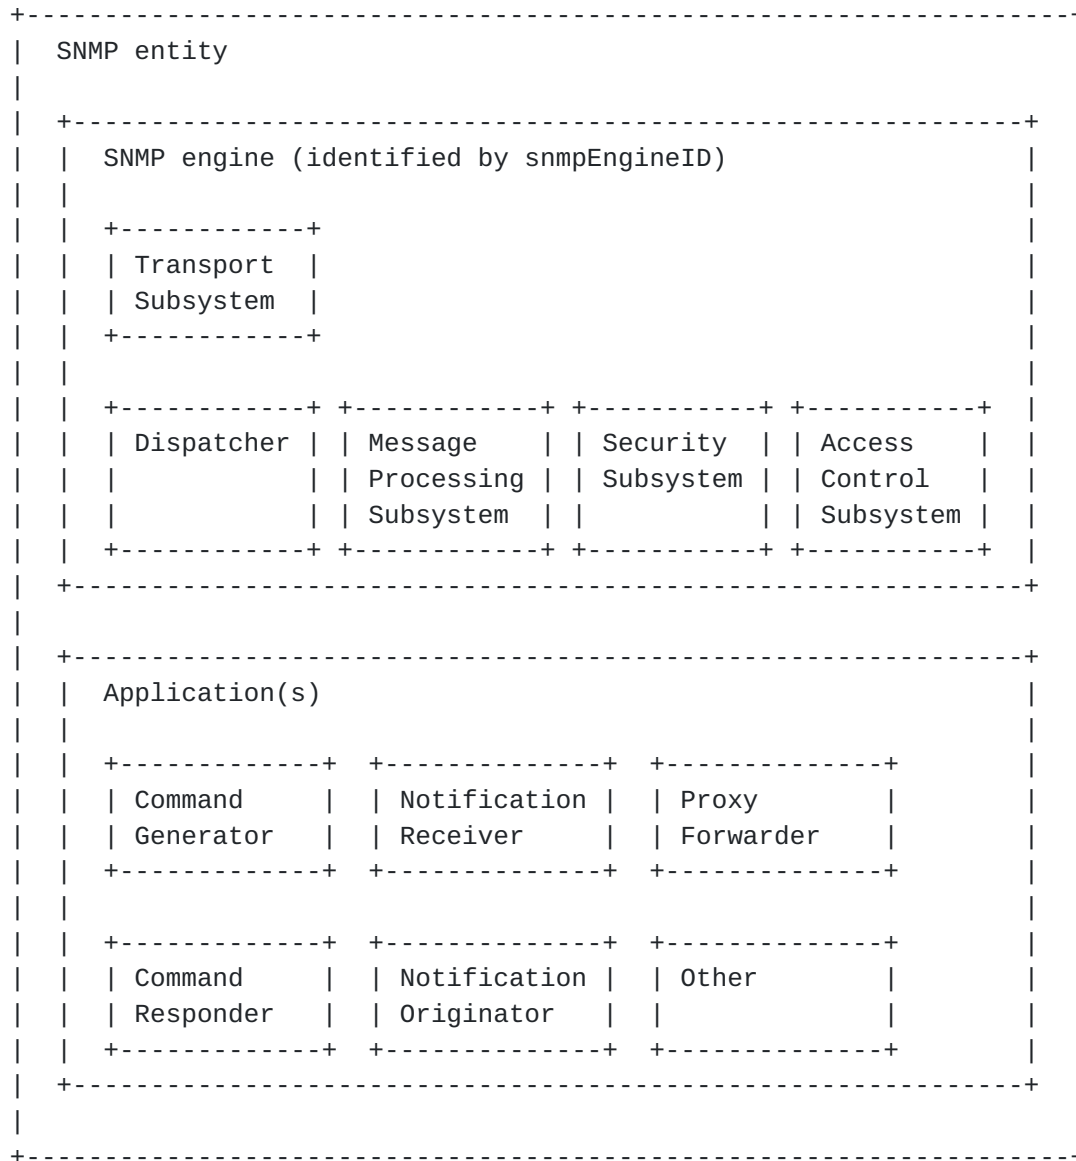 SNMP entity
SNMP engine (identified by snmpEngineID)
Transport
Subsystem
Dispatcher Message Security Access
Processing Subsystem Control
Subsystem Subsystem
Application(s)
Command Notification Proxy
Generator Receiver Forwarder
Command Notification Other
Responder Originator